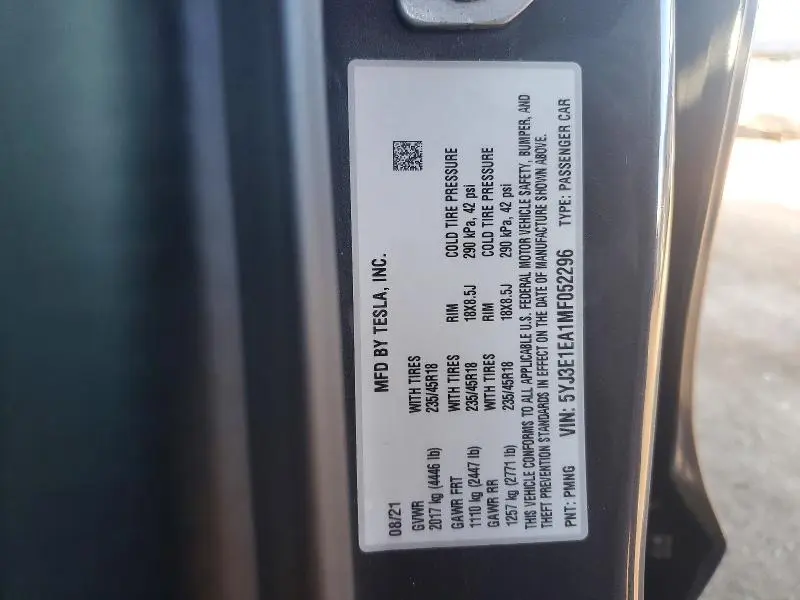 MFD BY TESLA, INC.
08/21
GVWR WITH TIRES RIM COLD TIRE PRESSURE
2017 kg (4446 lb) 235/45R18 18X8.5J 290 kPa, 42 psi
GAWR FRT WITH TIRES RIM COLD TIRE PRESSURE
1110 kg (2447 lb) 235/45R18 18X8.5J 290 kPa, 42 psi
GAWR RR WITH TIRES
1257 kg (2771 lb) 235/45R18
THIS VEHICLE CONFORMS TO ALL APPLICABLE U.S. FEDERAL MOTOR VEHICLE SAFETY, BUMPER, AND
THEFT PREVENTION STANDARDS IN EFFECT ON THE DATE OF MANUFACTURE SHOWN ABOVE.
PNT: PMNG VIN: 5YJ3E1EA1MF052296 TYPE: PASSENGER CAR